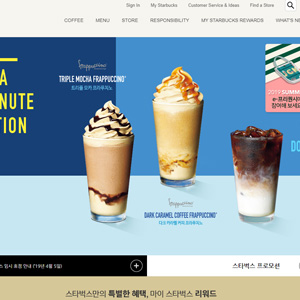 Sign In My Starbucks Customer Service & Ideas Find a Store
COFFEE MENU STORE RESPONSIBILITY MY STARBUCKS REWARDS WHAT'S NE
A
NUTE
TION
frappuccino
TRIPLE MOCHA FRAPPUCCINO
트리플 모카 프라푸치노
frappuccino
DARK CARAMEL COFFEE FRAPPUCCINO
다크 카라멜 커피 프라푸치노
2019 SUMM
e-프리퀀시
참여해 보세요
DO
스 임시 휴점 안내 ('19년 4월 5일)
스타벅스 프로모션
스타벅스만의 특별한 혜택, 마이 스타벅스 리워드